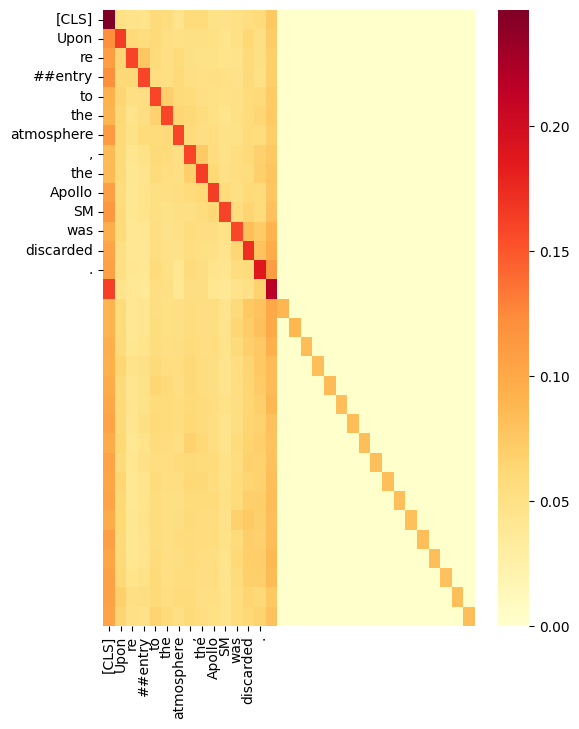 [CLS]
Upon
re
##entry
to
the
atmosphere
,
the
Apollo
SM
was
discarded
.
0.20
0.15
0.10
0.05
0.00
[CLS]
Upon
re
##entry
to
the
atmosphere
,
the
Apollo
SM
was
discarded
.